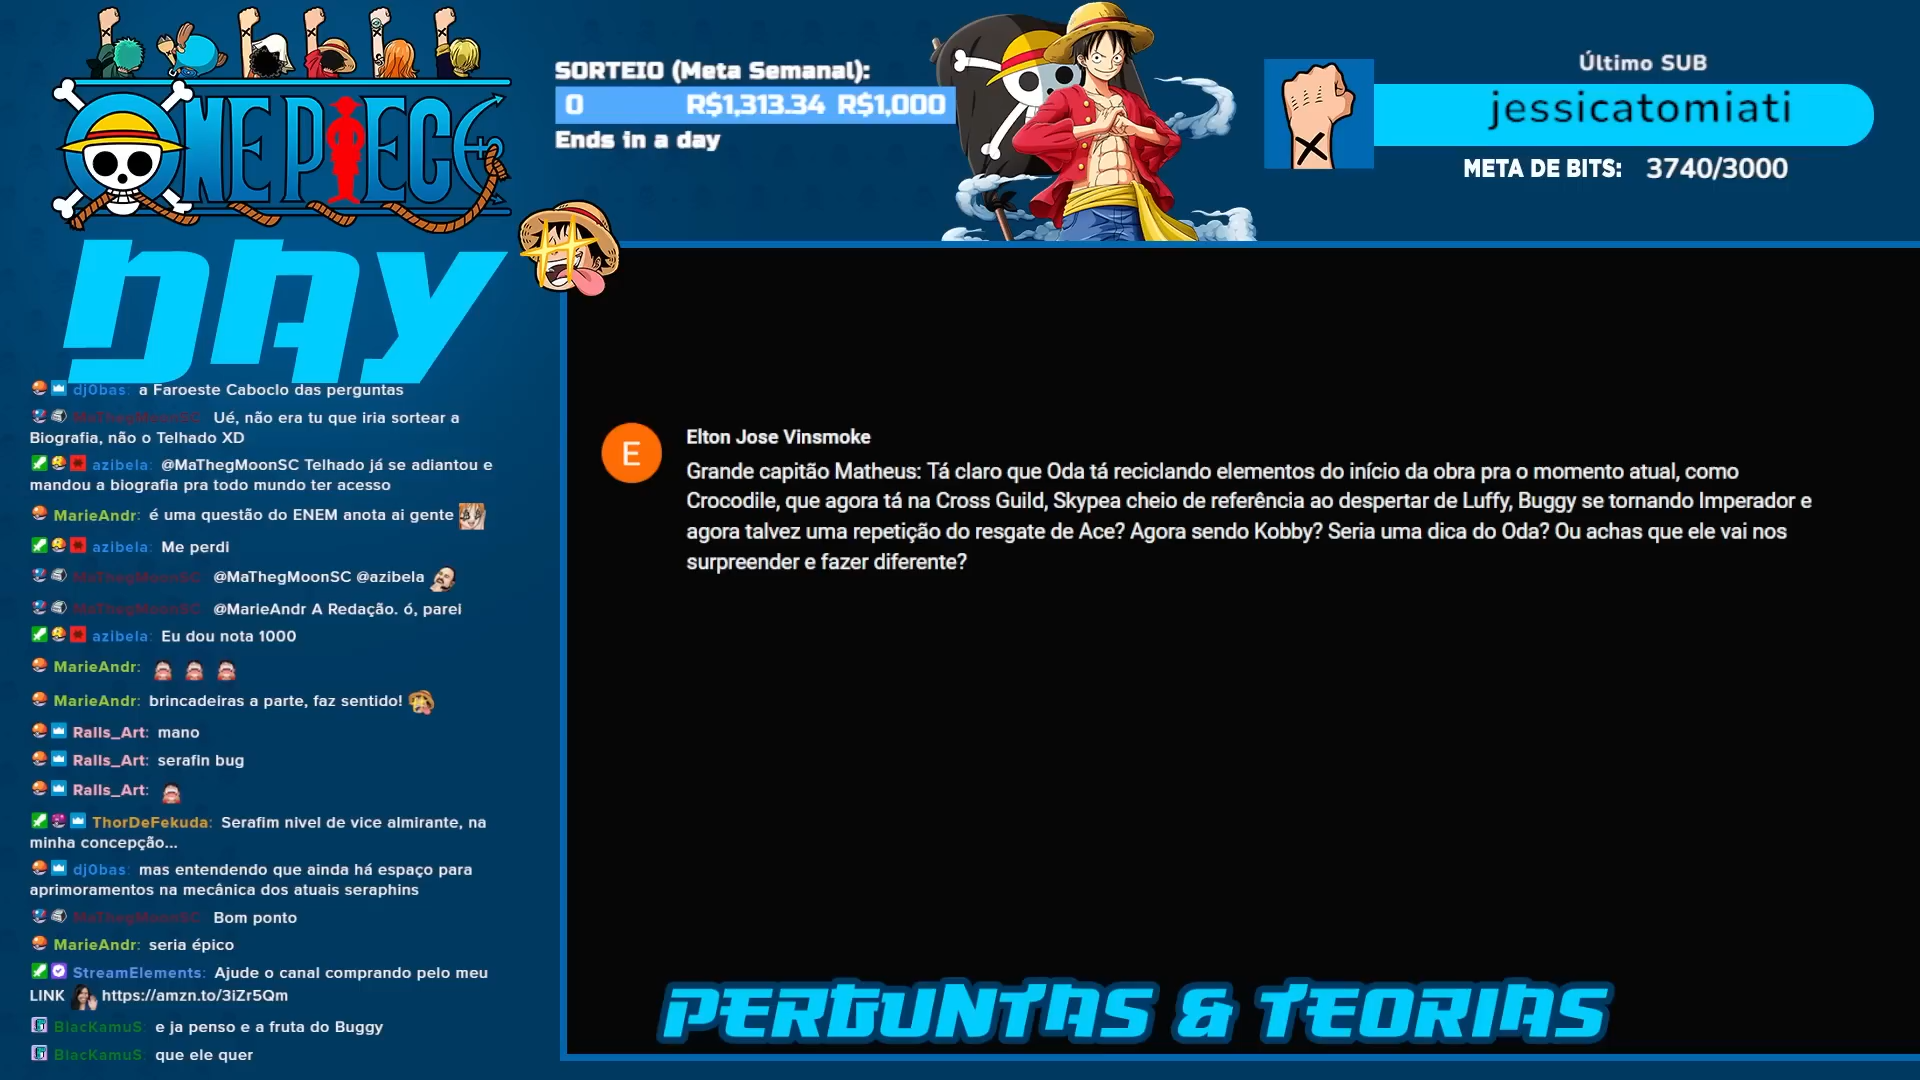 ONE PIECE
DAY
SORTEIO (Meta Semanal):
0 R$1,313.34 R$1,000
Ends in a day
Último SUB
jessicatomiati
META DE BITS: 3740/3000
dj0bas: a Faroeste Caboclo das perguntas
MaThegMoonSC: Ué, não era tu que iria sortear a
Biografia, não o Telhado XD
azibela: @MaThegMoonSC Telhado já se adiantou e
mandou a biografia pra todo mundo ter acesso
MarieAndr: é uma questão do ENEM anota ai gente
azibela: Me perdi
MaThegMoonSC: @MaThegMoonSC @azibela
MaThegMoonSC: @MarieAndr A Redação. ó, parei
azibela: Eu dou nota 1000
MarieAndr:
MarieAndr: brincadeiras a parte, faz sentido!
Ralls_Art: mano
Ralls_Art: serafin bug
Ralls_Art:
ThorDeFekuda: Serafim nivel de vice almirante, na
minha concepção...
dj0bas: mas entendendo que ainda há espaço para
aprimoramentos na mecânica dos atuais seraphins
MaThegMoonSC: Bom ponto
MarieAndr: seria épico
StreamElements: Ajude o canal comprando pelo meu
LINK https://amzn.to/3iZr5Qm
BlacKamuS: e ja penso e a fruta do Buggy
BlacKamuS: que ele quer
E
Elton Jose Vinsmoke
Grande capitão Matheus: Tá claro que Oda tá reciclando elementos do início da obra pra o momento atual, como
Crocodile, que agora tá na Cross Guild, Skypea cheio de referência ao despertar de Luffy, Buggy se tornando Imperador e
agora talvez uma repetição do resgate de Ace? Agora sendo Kobby? Seria uma dica do Oda? Ou achas que ele vai nos
surpreender e fazer diferente?
PERGUNTAS & TEORIAS